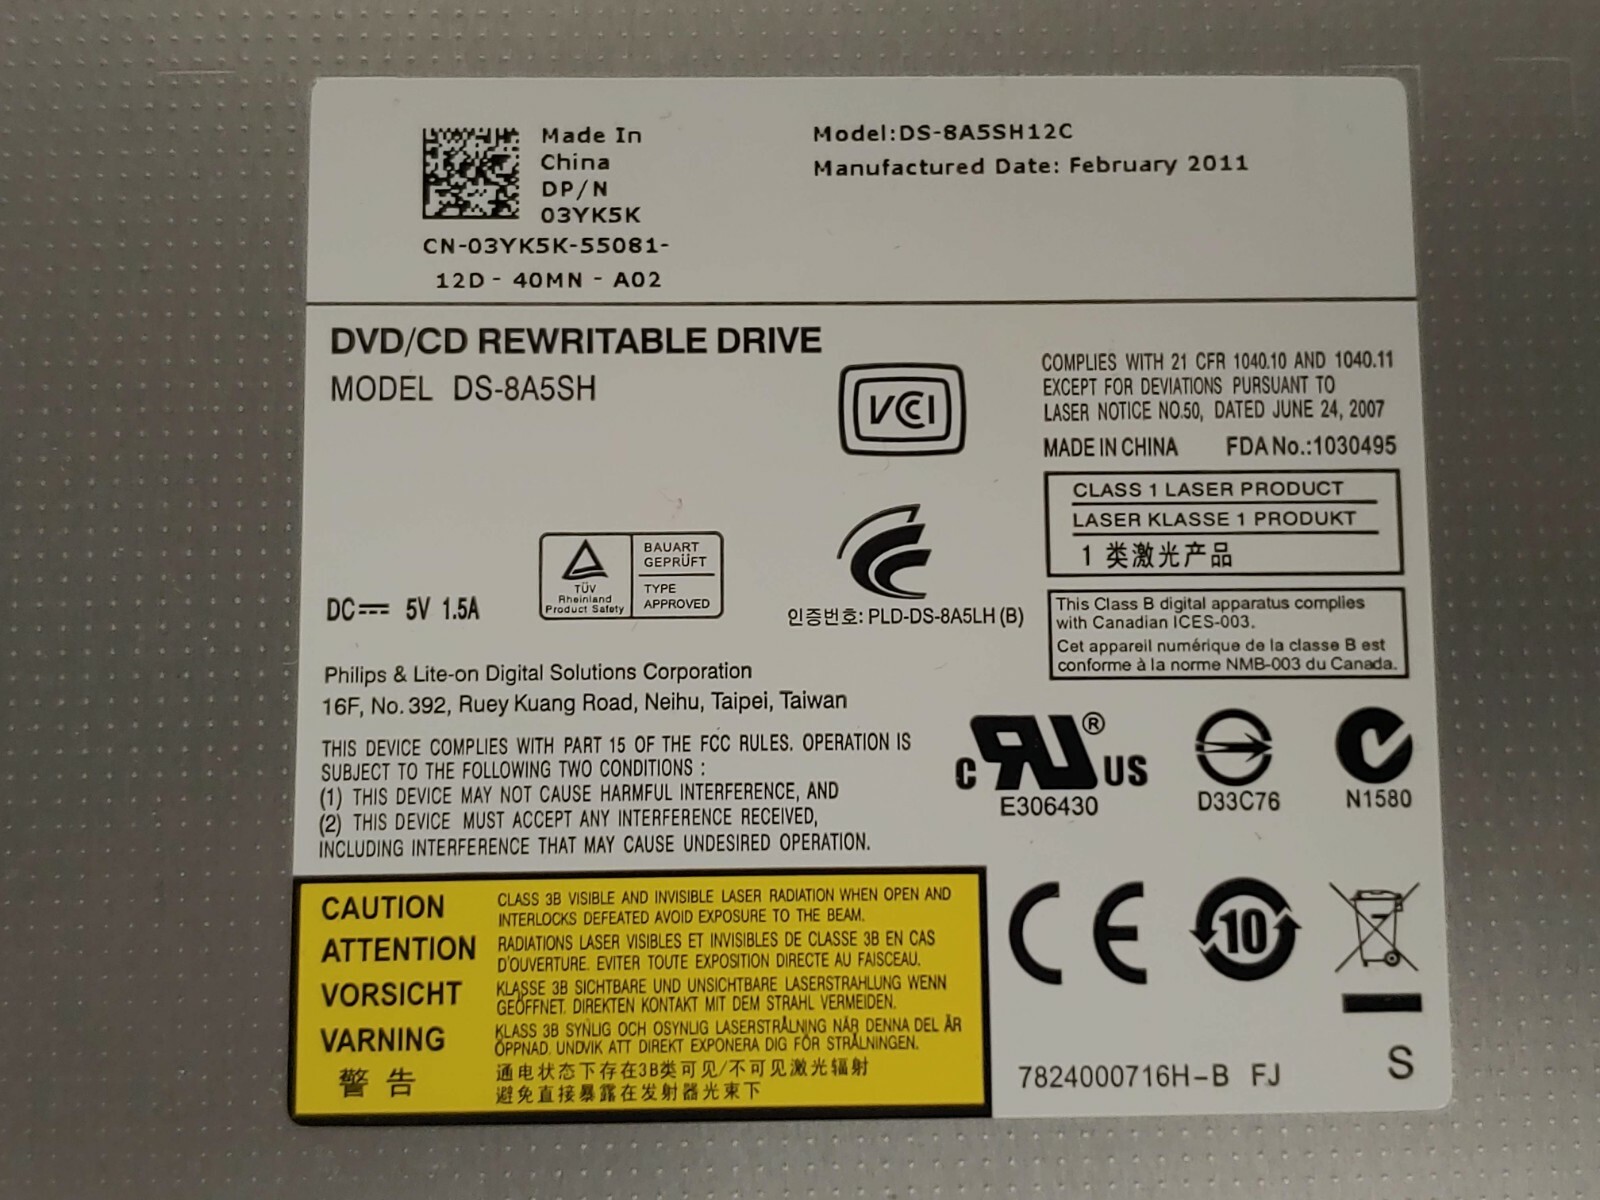 Made In
China
DP/N
03YK5K
CN-03YK5K-55081-
12D - 40MN - A02
Model:DS-8A5SH12C
Manufactured Date: February 2011
DVD/CD REWRITABLE DRIVE
MODEL DS-8A5SH
VCCI
COMPLIES WITH 21 CFR 1040.10 AND 1040.11
EXCEPT FOR DEVIATIONS PURSUANT TO
LASER NOTICE NO.50, DATED JUNE 24, 2007
MADE IN CHINA FDA No.:1030495
CLASS 1 LASER PRODUCT
LASER KLASSE 1 PRODUKT
1 类激光产品
DC 5V 1.5A
TÜV
Rheinland
Product Safety
BAUART
GEPRÜFT
TYPE
APPROVED
인증번호: PLD-DS-8A5LH (B)
This Class B digital apparatus complies
with Canadian ICES-003.
Cet appareil numérique de la classe B est
conforme à la norme NMB-003 du Canada.
Philips & Lite-on Digital Solutions Corporation
16F, No. 392, Ruey Kuang Road, Neihu, Taipei, Taiwan
THIS DEVICE COMPLIES WITH PART 15 OF THE FCC RULES. OPERATION IS
SUBJECT TO THE FOLLOWING TWO CONDITIONS :
(1) THIS DEVICE MAY NOT CAUSE HARMFUL INTERFERENCE, AND
(2) THIS DEVICE MUST ACCEPT ANY INTERFERENCE RECEIVED,
INCLUDING INTERFERENCE THAT MAY CAUSE UNDESIRED OPERATION.
C RU ® US
E306430
D33C76
N1580
CAUTION
CLASS 3B VISIBLE AND INVISIBLE LASER RADIATION WHEN OPEN AND
INTERLOCKS DEFEATED AVOID EXPOSURE TO THE BEAM.
ATTENTION
RADIATIONS LASER VISIBLES ET INVISIBLES DE CLASSE 3B EN CAS
D'OUVERTURE. EVITER TOUTE EXPOSITION DIRECTE AU FAISCEAU.
VORSICHT
KLASSE 3B SICHTBARE UND UNSICHTBARE LASERSTRAHLUNG WENN
GEÖFFNET. DIREKTEN KONTAKT MIT DEM STRAHL VERMEIDEN.
VARNING
KLASS 3B SYNLIG OCH OSYNLIG LASERSTRÅLNING NÄR DENNA DEL ÄR
ÖPPNAD. UNDVIK ATT DIREKT EXPONERA DIG FÖR STRÅLNINGEN.
警告
通电状态下存在3B类可见/不可见激光辐射
避免直接暴露在发射器光束下
CE
10
7824000716H-B FJ
S